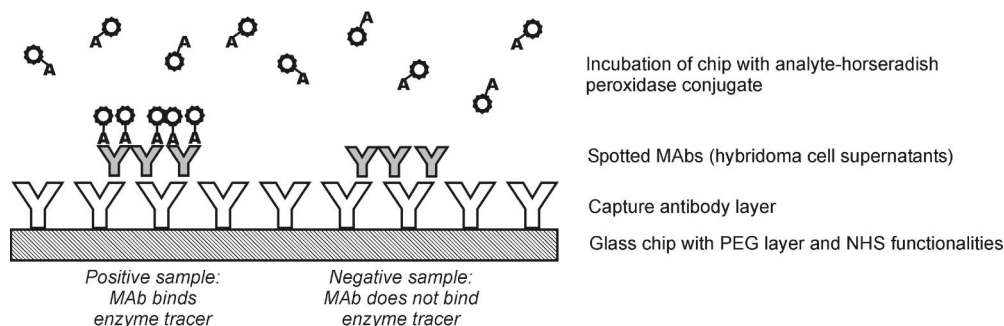 A
A
A
A
A
A
A
A
A
Incubation of chip with analyte-horseradish
peroxidase conjugate
A A A A A
Spotted MAbs (hybridoma cell supernatants)
Capture antibody layer
Glass chip with PEG layer and NHS functionalities
Positive sample:
MAb binds
enzyme tracer
Negative sample:
MAb does not bind
enzyme tracer